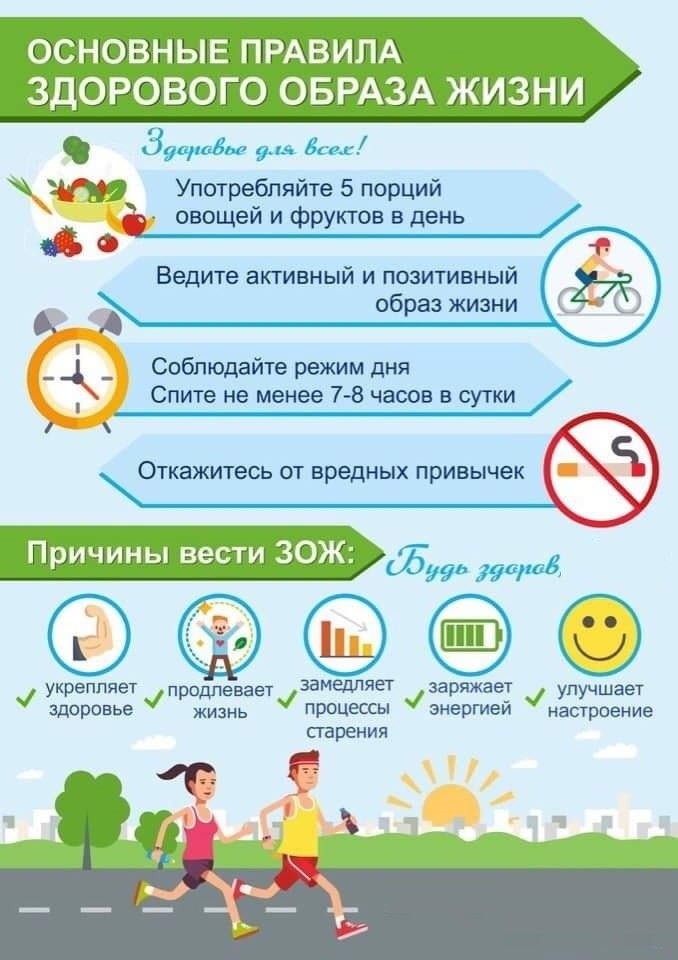 ОСНОВНЫЕ ПРАВИЛА
ЗДОРОВОГО ОБРАЗА ЖИЗНИ
Здоровье для всех!
Употребляйте 5 порций
овощей и фруктов в день
Ведите активный и позитивный
образ жизни
Соблюдайте режим дня
Спите не менее 7-8 часов в сутки
Откажитесь от вредных привычек
Причины вести ЗОЖ:
Будь здоров,
укрепляет
здоровье
продлевает
жизнь
замедляет
процессы
старения
заряжает
энергией
улучшает
настроение